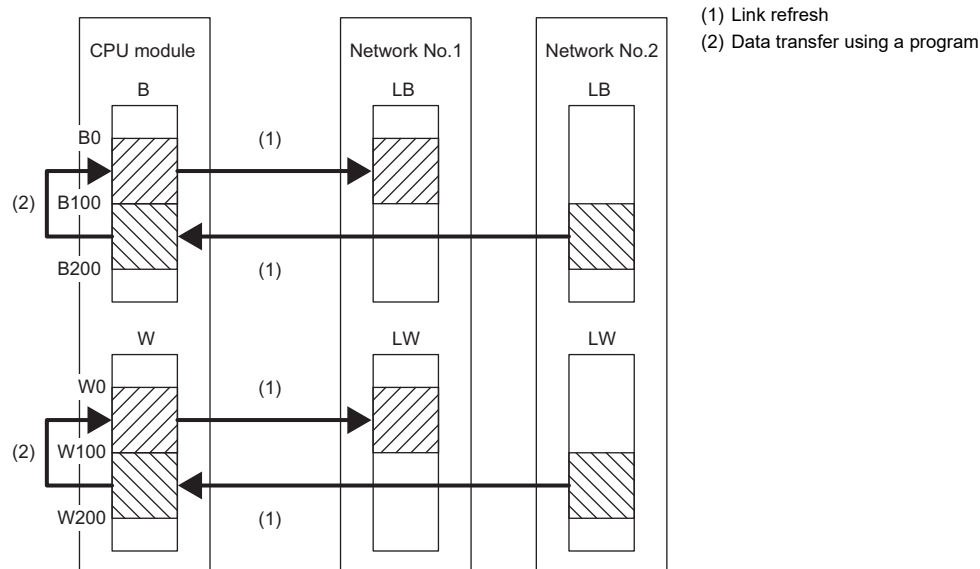 (1) Link refresh
(2) Data transfer using a program
CPU module
Network No.1
Network No.2
B
LB
LB
B0
(1)
(2)
B100
B200
(1)
W
LW
LW
W0
(1)
(2)
W100
W200
(1)